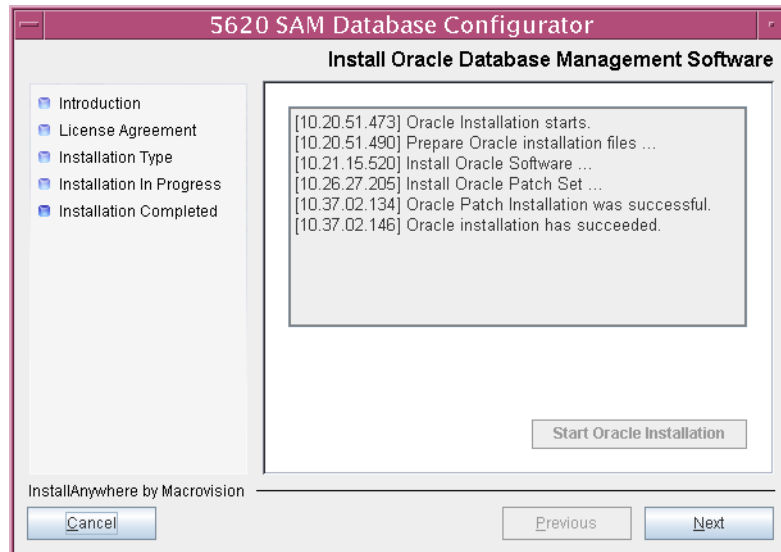 5620 SAM Database Configurator
Install Oracle Database Management Software
Introduction
License Agreement
Installation Type
Installation In Progress
Installation Completed
[10.20.51.473] Oracle Installation starts.
[10.20.51.490] Prepare Oracle installation files ...
[10.21.15.520] Install Oracle Software ...
[10.26.27.205] Install Oracle Patch Set ...
[10.37.02.134] Oracle Patch Installation was successful.
[10.37.02.146] Oracle installation has succeeded.
Start Oracle Installation
InstallAnywhere by Macrovision
Cancel
Previous
Next